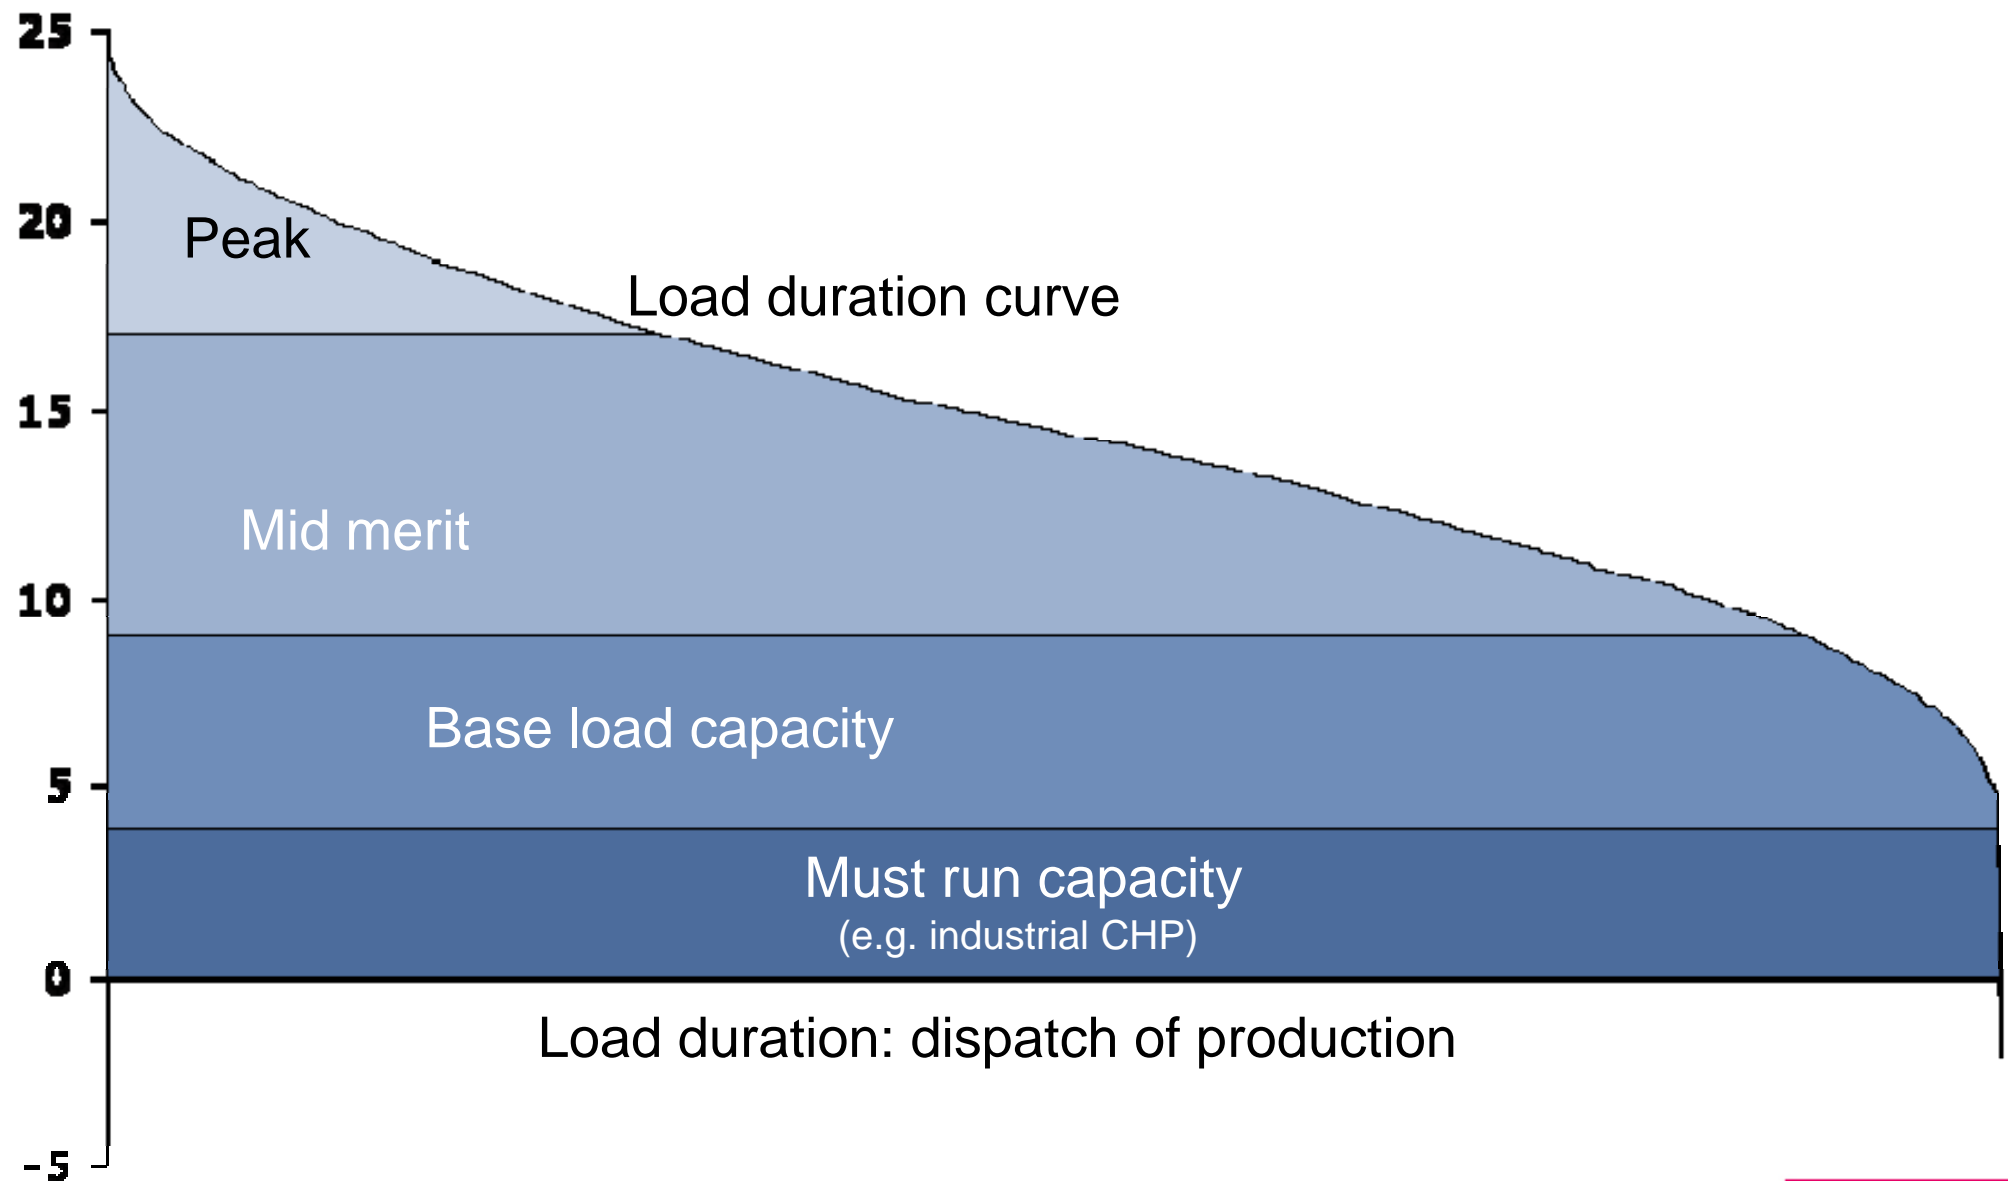 25
20
Peak
Load duration curve
15
Mid merit
10
Base load capacity
5
Must run capacity
(e.g. industrial CHP)
0
Load duration: dispatch of production
-5